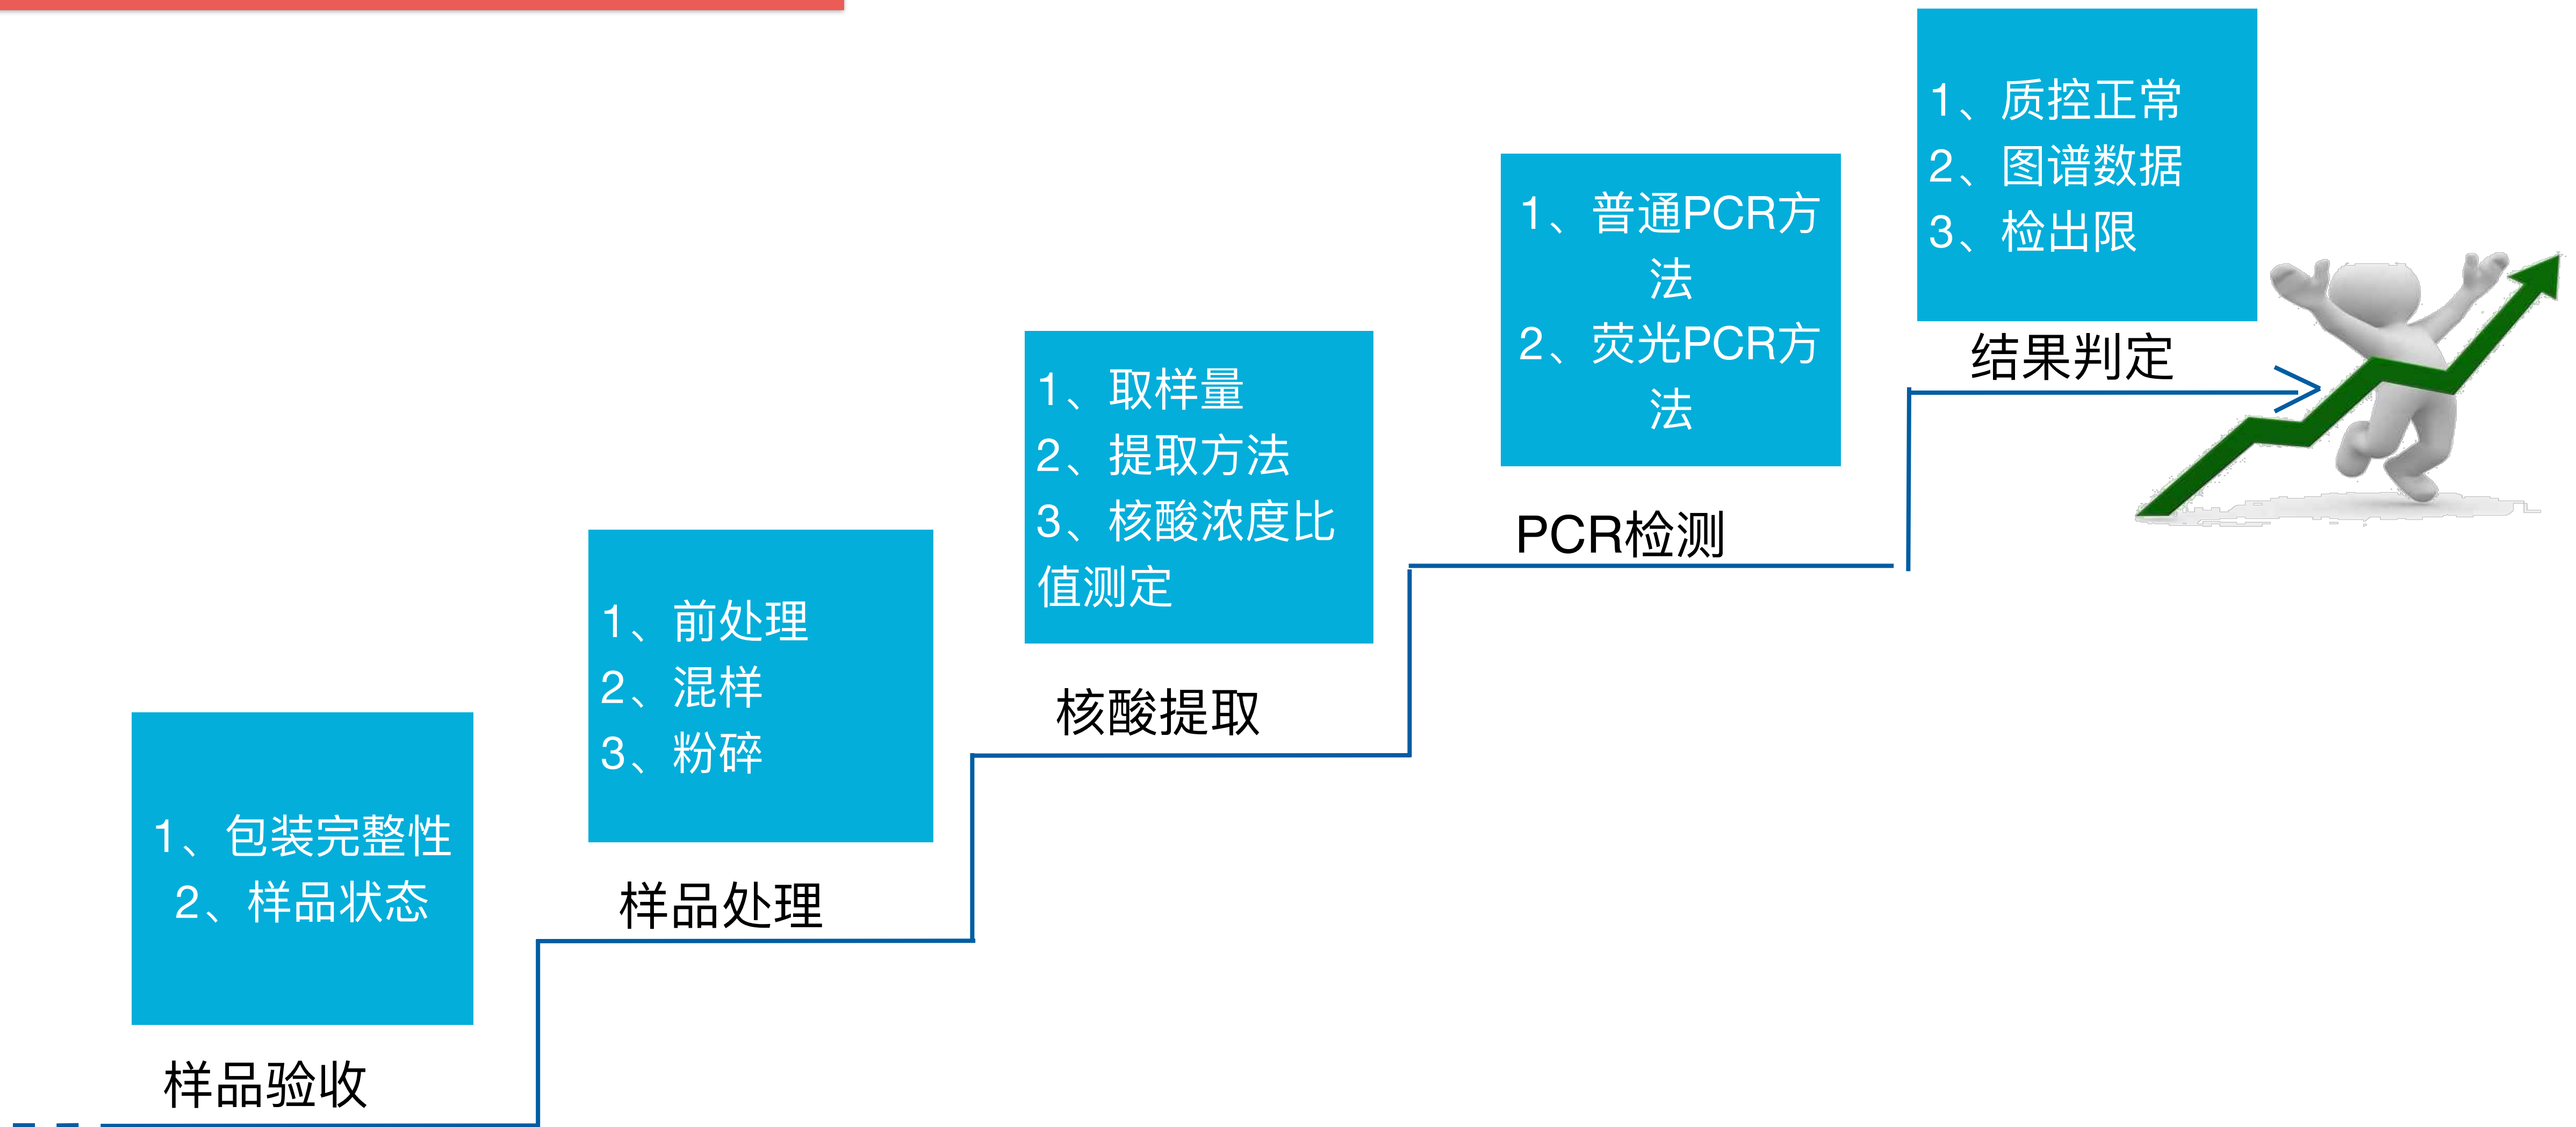 1、包装完整性
2、样品状态
样品验收
1、前处理
2、混样
3、粉碎
样品处理
1、取样量
2、提取方法
3、核酸浓度比
值测定
核酸提取
1、普通PCR方
法
2、荧光PCR方
法
PCR检测
1、质控正常
2、图谱数据
3、检出限
结果判定